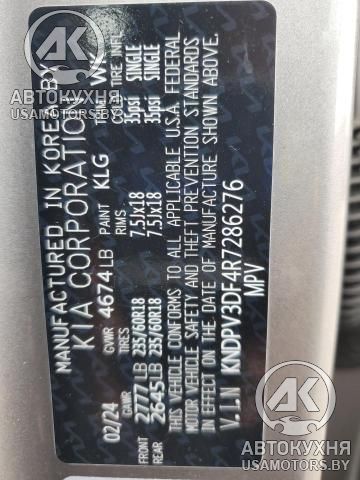 MANUFACTURED IN KOREA BY
KIA CORPORATION
02/24 GVWR 4674LB PAINT KLG
GAWR TIRES RIMS COLD TIRE INFL
FRONT 2777LB 235/60R18 7.5JX18 35psi SINGLE
REAR 2645LB 235/60R18 7.5JX18 35psi SINGLE
THIS VEHICLE CONFORMS TO ALL APPLICABLE U.S.A. FEDERAL
MOTOR VEHICLE SAFETY AND THEFT PREVENTION
STANDARDS IN EFFECT ON THE DATE OF MANUFACTURE SHOWN ABOVE.
V.I.N KNDPV3DF4R7286276
MPV
АВТОКУХНЯ
USAMARKET.BY
АВТОКУХНЯ
USAMARKET.BY